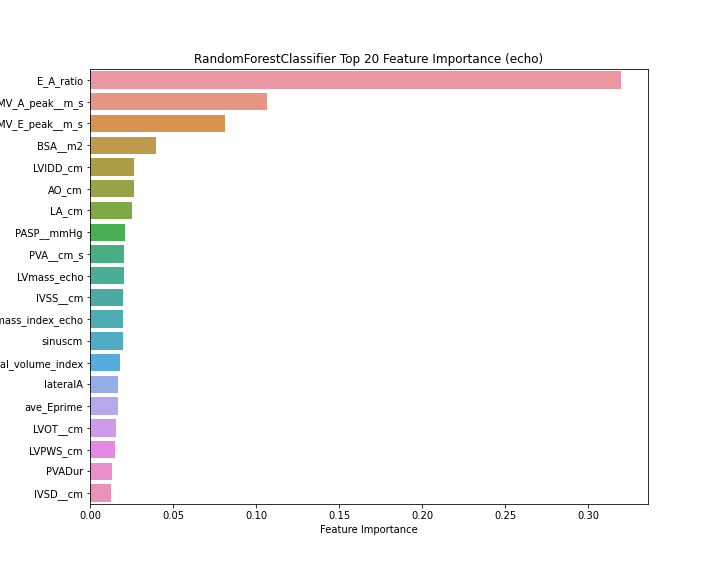 RandomForestClassifier Top 20 Feature Importance (echo)
E_A_ratio
MV_A_peak__m_s
MV_E_peak__m_s
BSA__m2
LVIDD_cm
AO_cm
LA_cm
PASP__mmHg
PVA__cm_s
LVmass_echo
IVSS__cm
mass_index_echo
sinuscm
al_volume_index
lateralA
ave_Eprime
LVOT__cm
LVPWS_cm
PVADur
IVSD__cm
0.00 0.05 0.10 0.15 0.20 0.25 0.30
Feature Importance